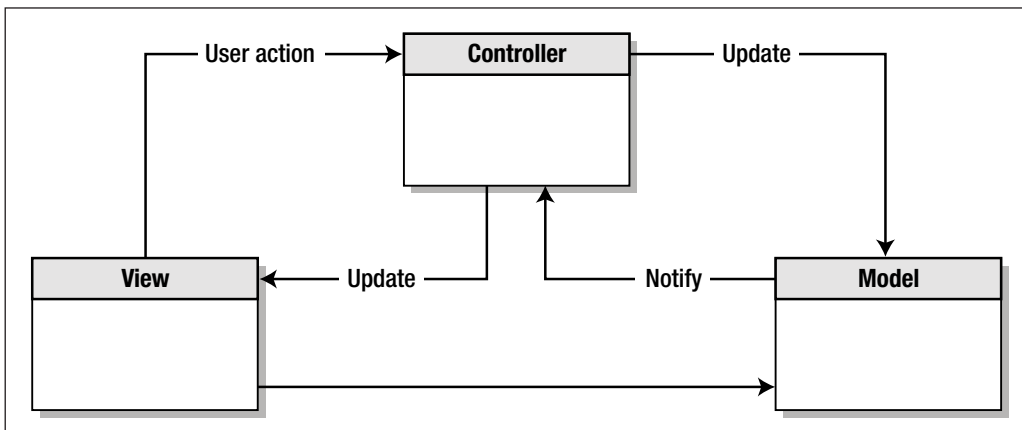 User action
Controller
Update
View
Update
Notify
Model